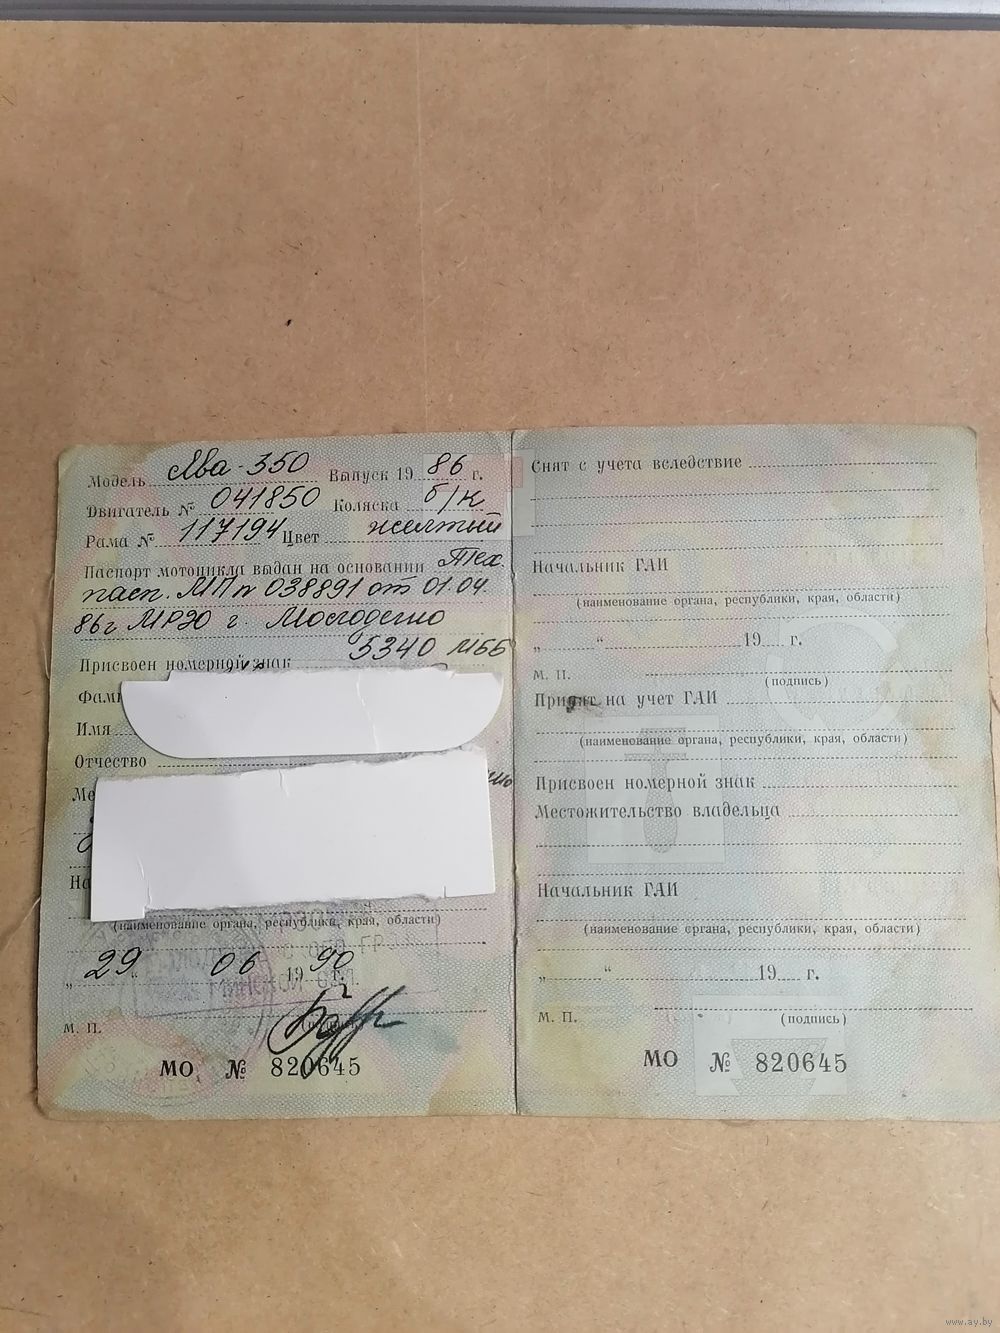 Модель Ява-350 Выпуск 1986 г.
Двигатель № 041850 Коляска б/к
Рама № 117194 Цвет желтый
Паспорт мотоцикла выдан на основании Тех.
пасп. МП № 038891 от 01.04.
86г МРЭО г. Молодечно
Присвоен номерной знак 5340 МББ
Имя
Отчество
(наименование органа, республики, края, области)
„29“ 06 1990 г.
М. П.
МО № 820645
Снят с учета вследствие
Начальник ГАИ
(наименование органа, республики, края, области)
„ “ 19 г.
М. П.
(подпись)
Принят на учет ГАИ
(наименование органа, республики, края, области)
Присвоен номерной знак
Местожительство владельца
Начальник ГАИ
(наименование органа, республики, края, области)
„ “ 19 г.
М. П.
(подпись)
МО № 820645
www.ay.by